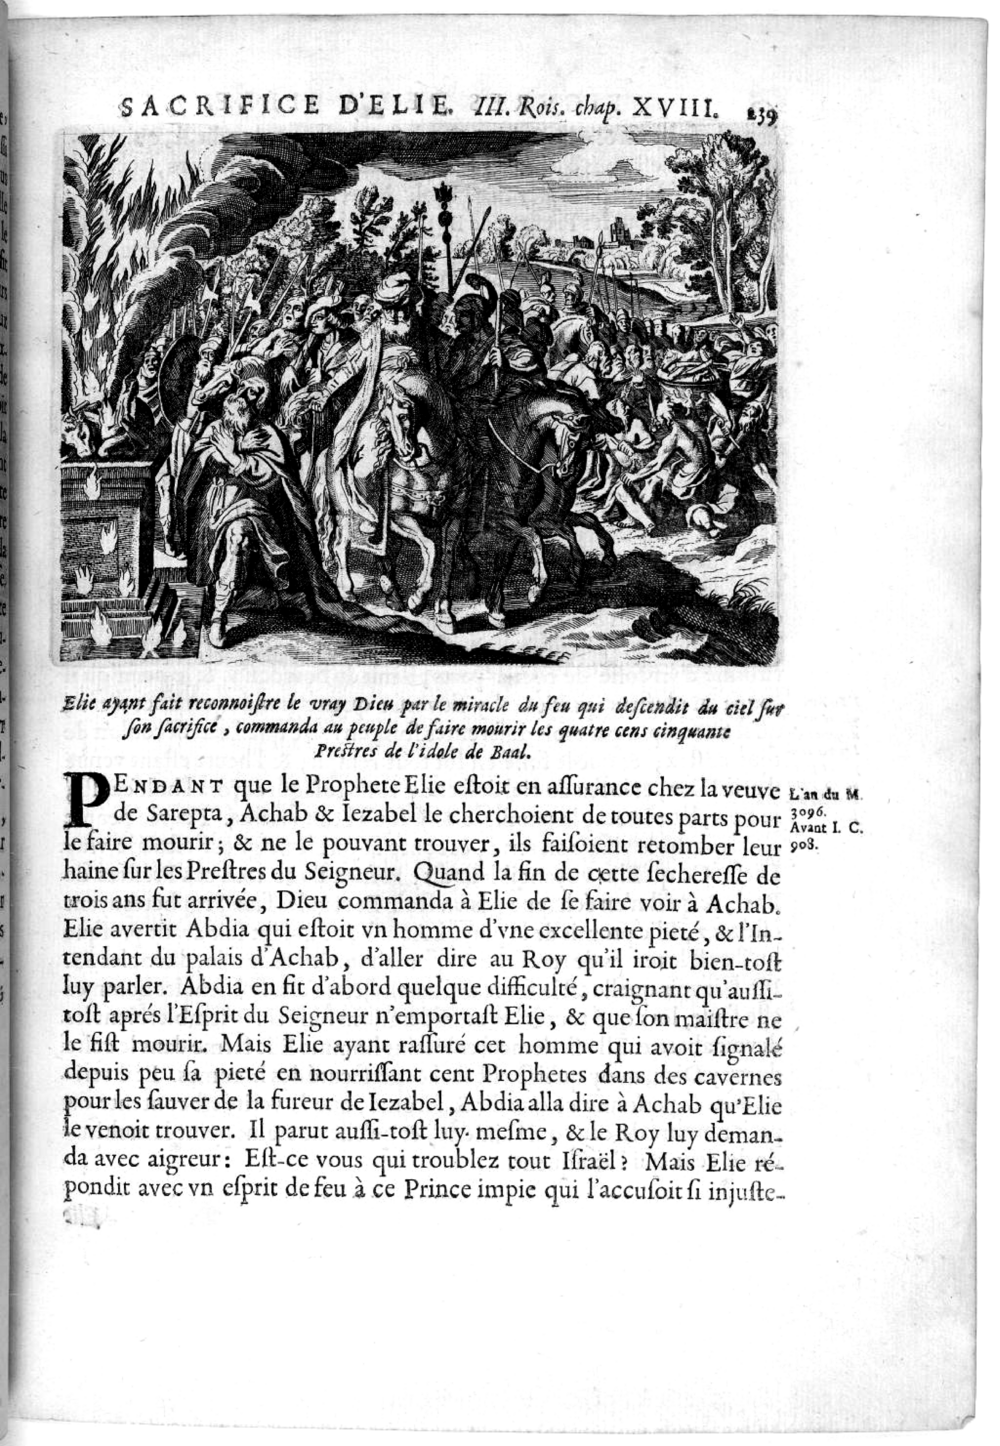 SACRIFICE D'ELIE. III. Rois. chap. XVIII. 239
Elie ayant fait reconnoiſtre le vray Dieu par le miracle du feu qui deſcendit du ciel ſur
ſon ſacrifice, commanda au peuple de faire mourir les quatre cens cinquante
Preſtres de l'idole de Baal.
PENDANT que le Prophete Elie eſtoit en aſſurance chez la veuve
de Sarepta, Achab & Iezabel le cherchoient de toutes parts pour
le faire mourir; & ne le pouvant trouver, ils faiſoient retomber leur
haine ſur les Preſtres du Seigneur. Quand la fin de cette ſechereſſe de
trois ans fut arrivée, Dieu commanda à Elie de ſe faire voir à Achab.
Elie avertit Abdia qui eſtoit vn homme d'vne excellente pieté, & l'In-
tendant du palais d'Achab, d'aller dire au Roy qu'il iroit bien-toſt
luy parler. Abdia en fit d'abord quelque difficulté, craignant qu'auſſi-
toſt aprés l'Eſprit du Seigneur n'emportaſt Elie, & que ſon maiſtre ne
le fiſt mourir. Mais Elie ayant raſſuré cet homme qui avoit ſignalé
depuis peu ſa pieté en nourriſſant cent Prophetes dans des cavernes
pour les ſauver de la fureur de Iezabel, Abdia alla dire à Achab qu'Elie
le venoit trouver. Il parut auſſi-toſt luy-meſme, & le Roy luy deman-
da avec aigreur: Eſt-ce vous qui troublez tout Iſraël? Mais Elie ré-
pondit avec vn eſprit de feu à ce Prince impie qui l'accuſoit ſi injuſte-
L'an du M.
3096.
Avant I. C.
908.